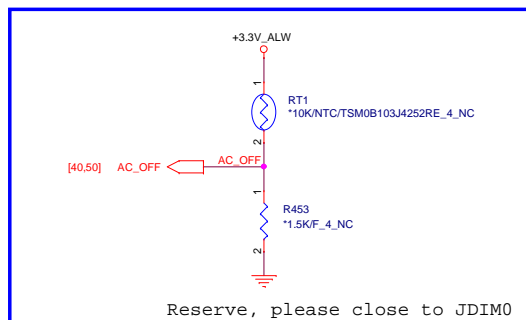 +3.3V_ALW
1
RT1
*10K/NTC/TSM0B103J4252RE_4_NC
2
[40,50] AC_OFF AC_OFF
1
R453
*1.5K/F_4_NC
2
Reserve, please close to JDIM0